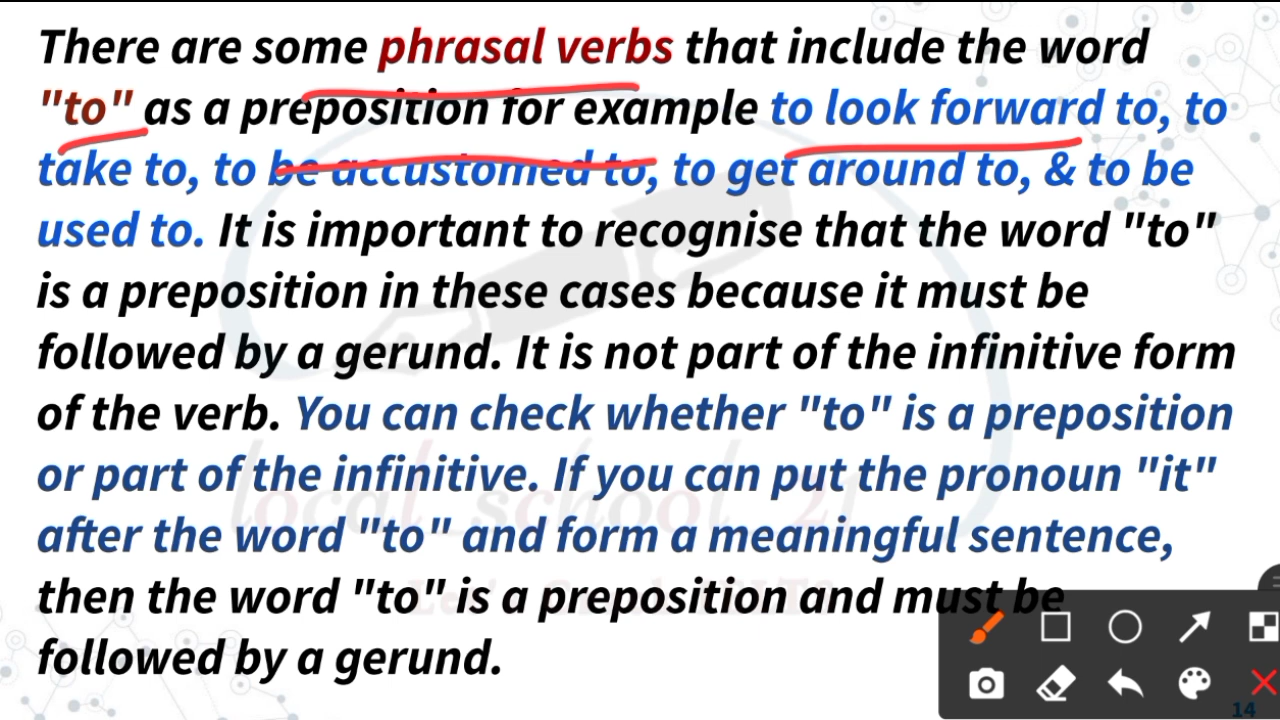 There are some phrasal verbs that include the word
"to" as a preposition for example to look forward to, to
take to, to be accustomed to, to get around to, & to be
used to. It is important to recognise that the word "to"
is a preposition in these cases because it must be
followed by a gerund. It is not part of the infinitive form
of the verb. You can check whether "to" is a preposition
or part of the infinitive. If you can put the pronoun "it"
after the word "to" and form a meaningful sentence,
then the word "to" is a preposition and must be
followed by a gerund.
local school 21
14